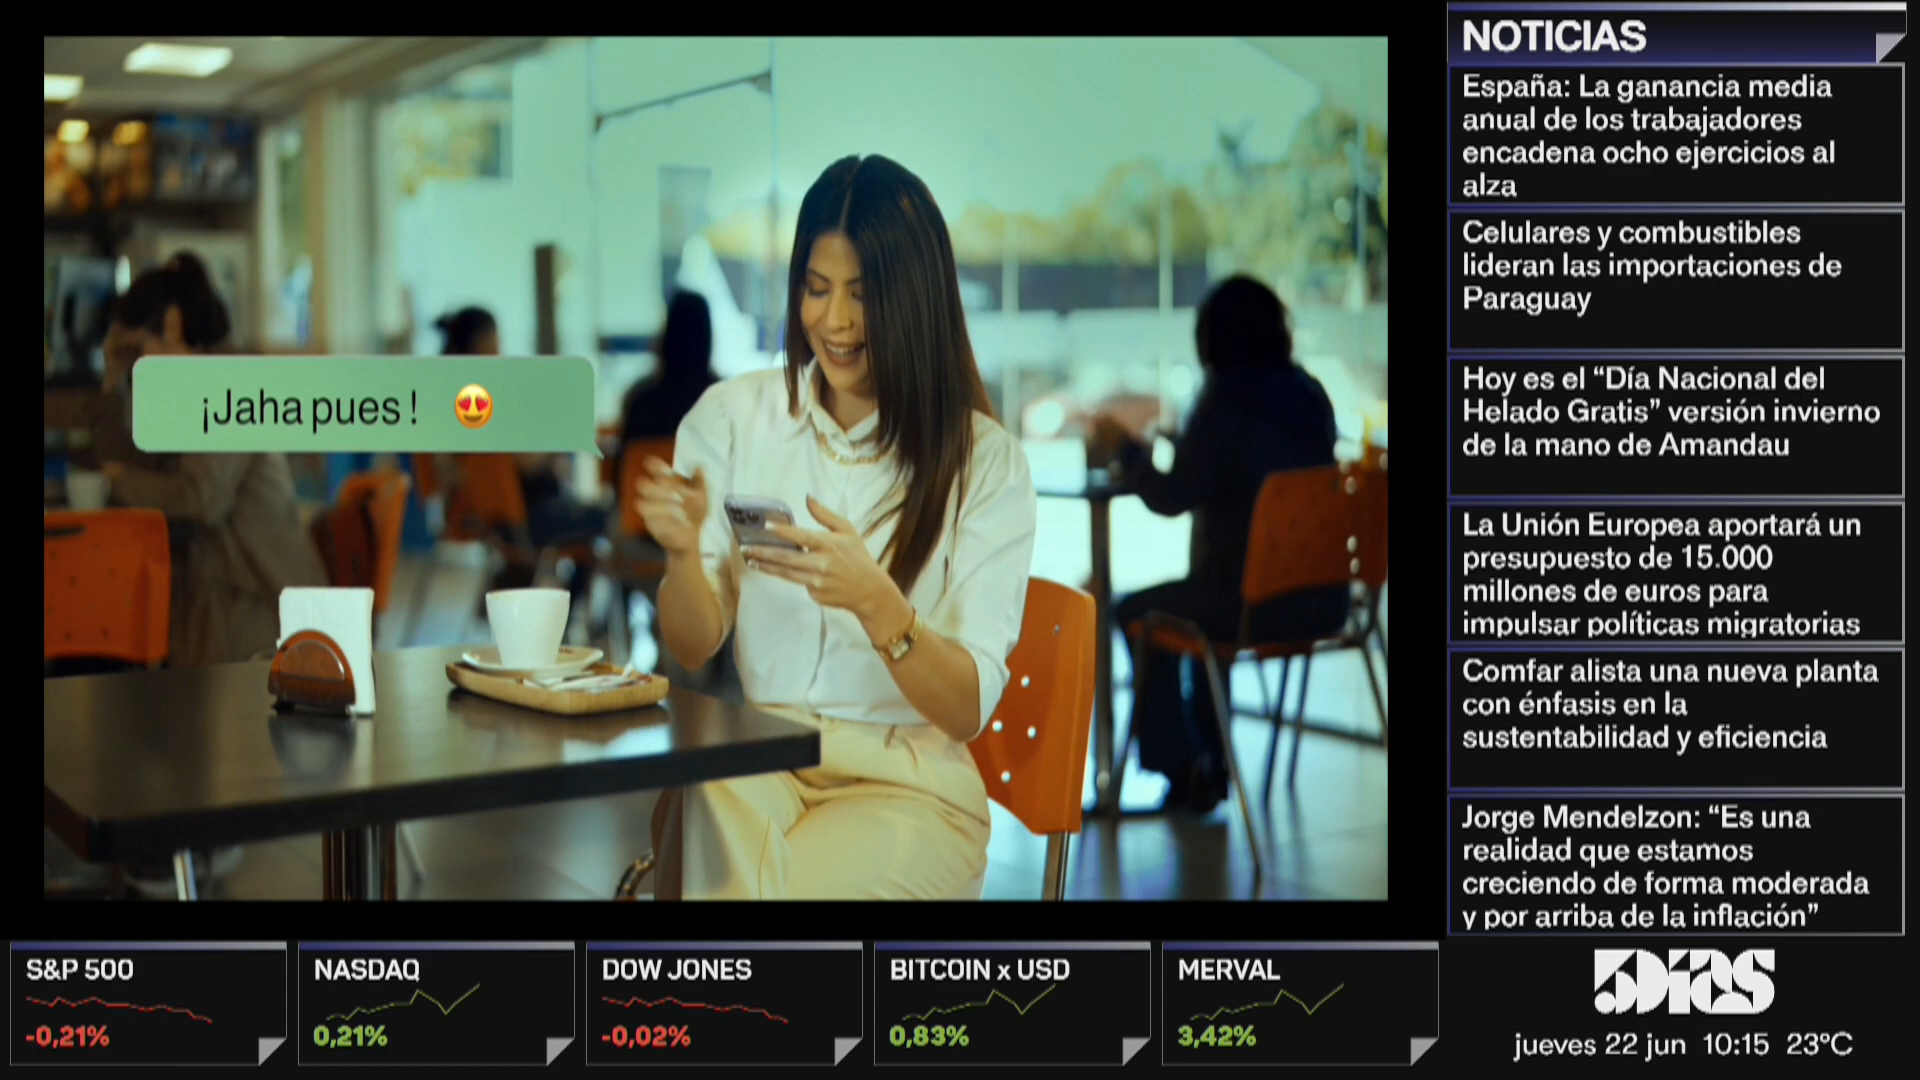 ¡Jaha pues! 😍
NOTICIAS
España: La ganancia media
anual de los trabajadores
encadena ocho ejercicios al
alza
Celulares y combustibles
lideran las importaciones de
Paraguay
Hoy es el “Día Nacional del
Helado Gratis” versión invierno
de la mano de Amandau
La Unión Europea aportará un
presupuesto de 15.000
millones de euros para
impulsar políticas migratorias
Comfar alista una nueva planta
con énfasis en la
sustentabilidad y eficiencia
Jorge Mendelzon: “Es una
realidad que estamos
creciendo de forma moderada
y por arriba de la inflación”
S&P 500
-0,21%
NASDAQ
0,21%
DOW JONES
-0,02%
BITCOIN x USD
0,83%
MERVAL
3,42%
5Días
jueves 22 jun 10:15 23°C